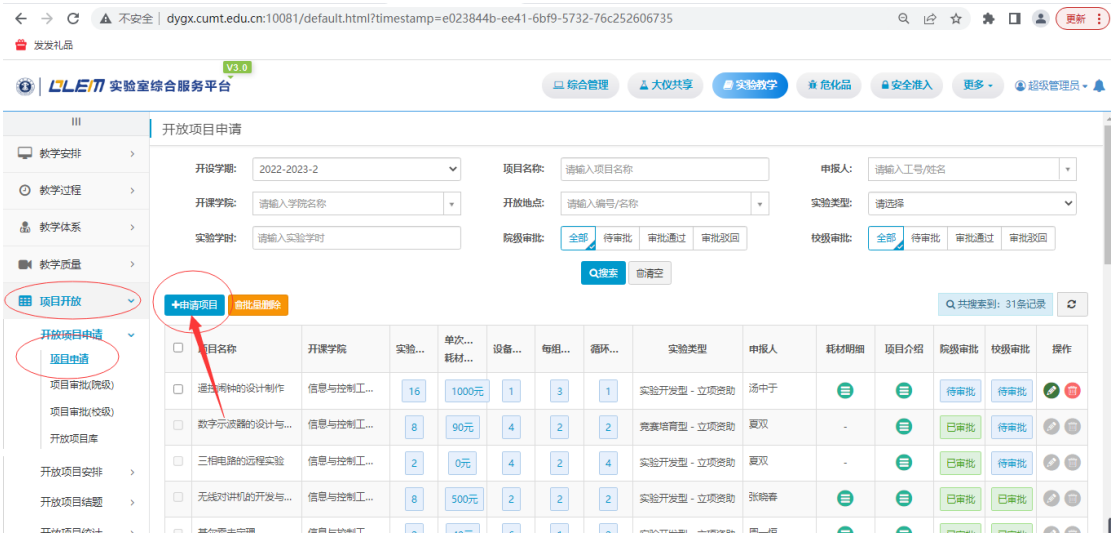 不安全 | dygx.cumt.edu.cn:10081/default.html?timestamp=e023844b-ee41-6bf9-5732-76c252606735 更新
发发礼品
LEM 实验室综合服务平台 V3.0 综合管理 大仪共享 实验教学 危化品 安全准入 更多 超级管理员
教学安排
教学过程
教学体系
教学质量
项目开放
开放项目申请
项目申请
项目审批(院级)
项目审批(校级)
开放项目库
开放项目安排
开放项目结题
开放项目统计
开放项目申请
开设学期: 2022-2023-2 项目名称: 请输入项目名称 申报人: 请输入工号/姓名
开课学院: 请输入学院名称 开放地点: 请输入编号/名称 实验类型: 请选择
实验学时: 请输入实验学时 院级审批: 全部 待审批 审批通过 审批驳回 校级审批: 全部 待审批 审批通过 审批驳回
搜索 清空
+申请项目 批量删除 共搜索到: 31条记录
项目名称 开课学院 实验... 单次... 耗材... 设备... 每组... 循环... 实验类型 申报人 耗材明细 项目介绍 院级审批 校级审批 操作
遥控闹钟的设计制作 信息与控制工... 16 1000元 1 3 1 实验开发型 - 立项资助 汤中于 待审批 待审批
数字示波器的设计与... 信息与控制工... 8 90元 4 2 2 竞赛培育型 - 立项资助 夏双 - 已审批 待审批
三相电路的远程实验 信息与控制工... 2 0元 4 2 4 实验开发型 - 立项资助 夏双 - 已审批 待审批
无线对讲机的开发与... 信息与控制工... 8 500元 2 2 2 实验开发型 - 立项资助 张晓春 已审批 已审批